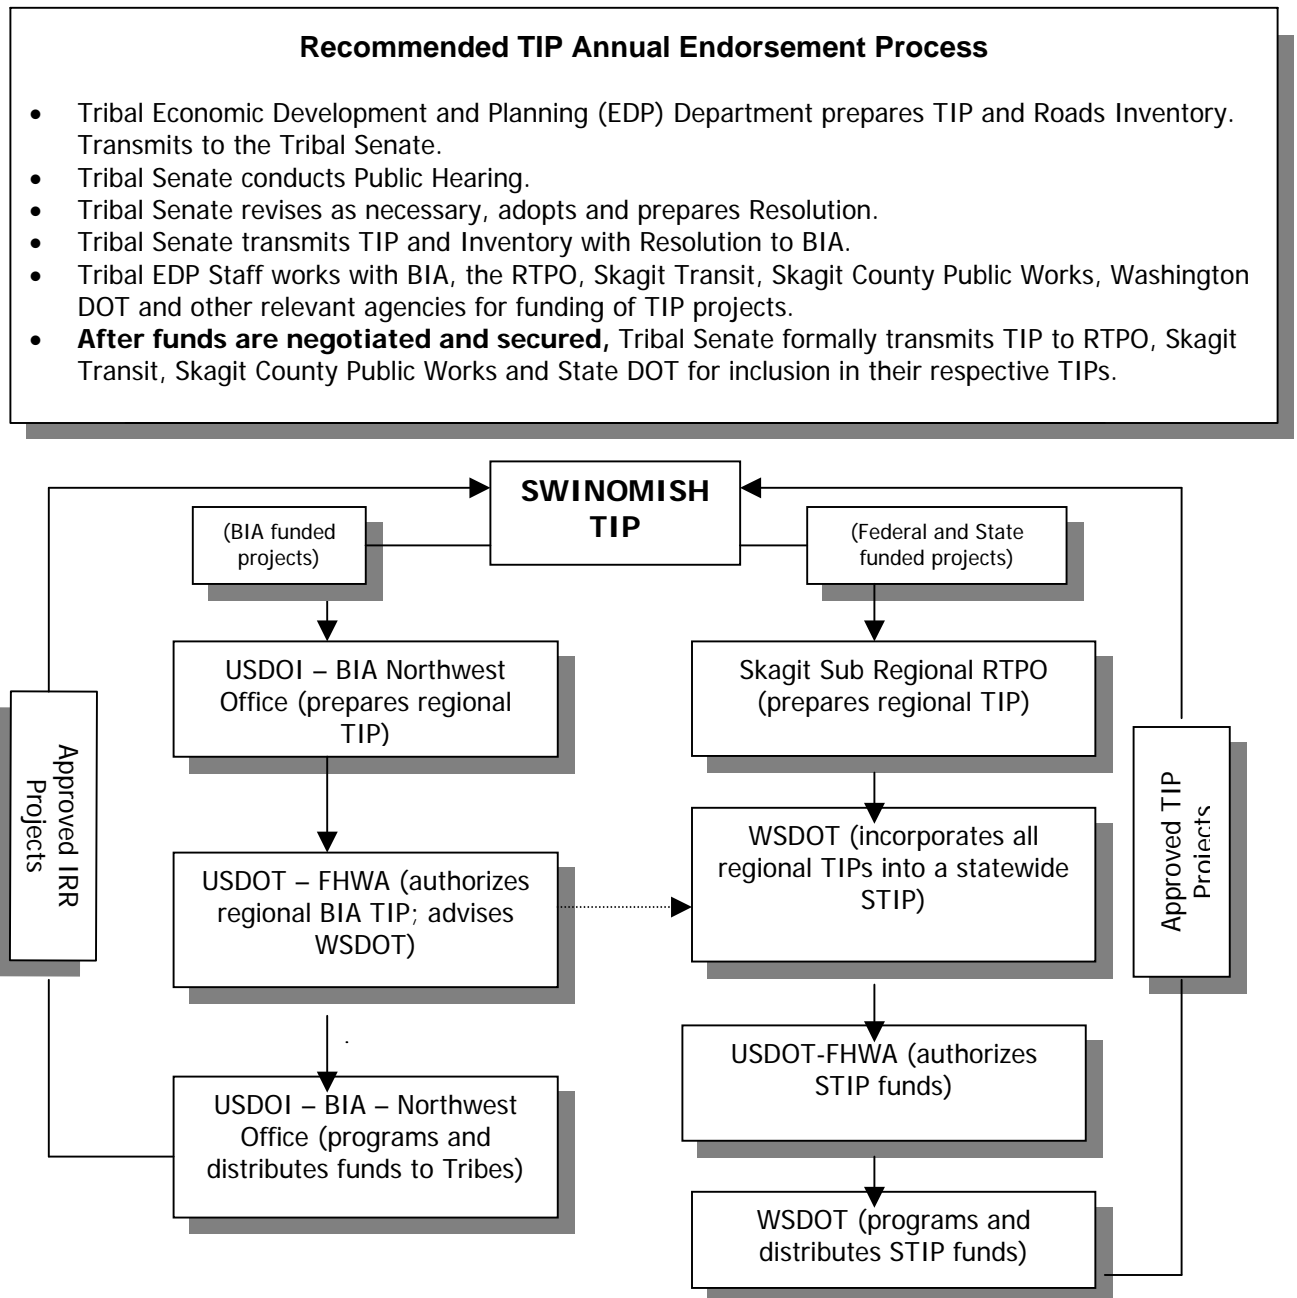 Recommended TIP Annual Endorsement Process
• Tribal Economic Development and Planning (EDP) Department prepares TIP and Roads Inventory.
Transmits to the Tribal Senate.
• Tribal Senate conducts Public Hearing.
• Tribal Senate revises as necessary, adopts and prepares Resolution.
• Tribal Senate transmits TIP and Inventory with Resolution to BIA.
• Tribal EDP Staff works with BIA, the RTPO, Skagit Transit, Skagit County Public Works, Washington
DOT and other relevant agencies for funding of TIP projects.
• After funds are negotiated and secured, Tribal Senate formally transmits TIP to RTPO, Skagit
Transit, Skagit County Public Works and State DOT for inclusion in their respective TIPs.
SWINOMISH
TIP
(BIA funded
projects)
(Federal and State
funded projects)
USDOI – BIA Northwest
Office (prepares regional
TIP)
Skagit Sub Regional RTPO
(prepares regional TIP)
Approved IRR
Projects
Approved TIP
Projects
USDOT – FHWA (authorizes
regional BIA TIP; advises
WSDOT)
WSDOT (incorporates all
regional TIPs into a statewide
STIP)
USDOT-FHWA (authorizes
STIP funds)
USDOI – BIA – Northwest
Office (programs and
distributes funds to Tribes)
WSDOT (programs and
distributes STIP funds)